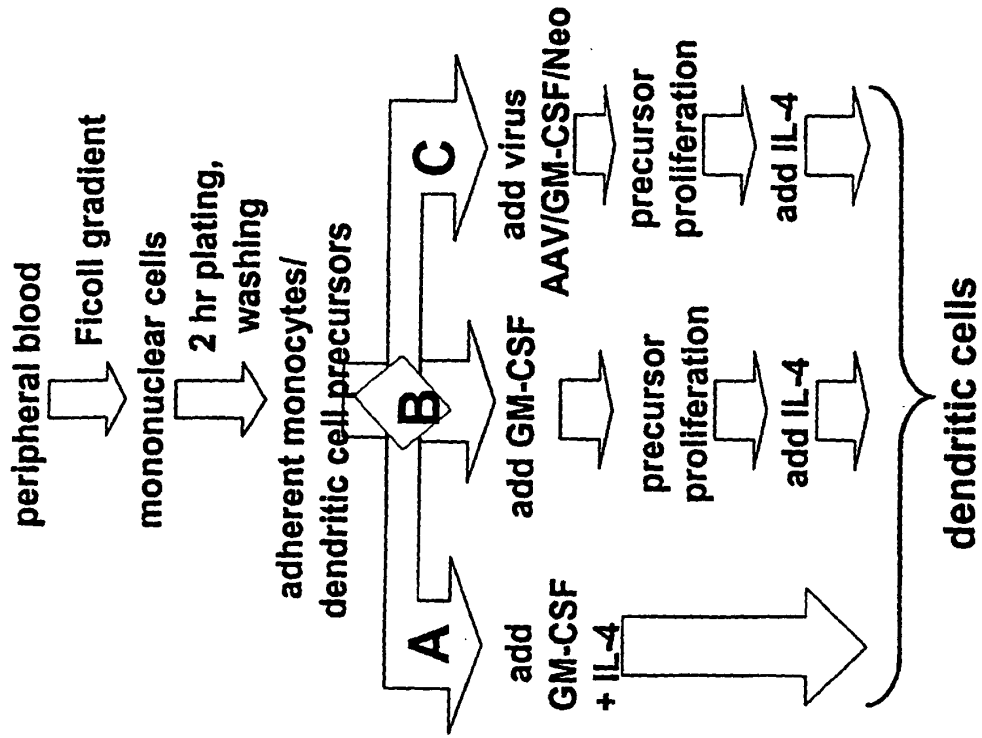 peripheral blood
Ficoll gradient
mononuclear cells
2 hr plating,
washing
adherent monocytes/
dendritic cell precursors
A
add
GM-CSF
+ IL-4
B
add GM-CSF
precursor
proliferation
add IL-4
C
add virus
AAV/GM-CSF/Neo
precursor
proliferation
add IL-4
dendritic cells